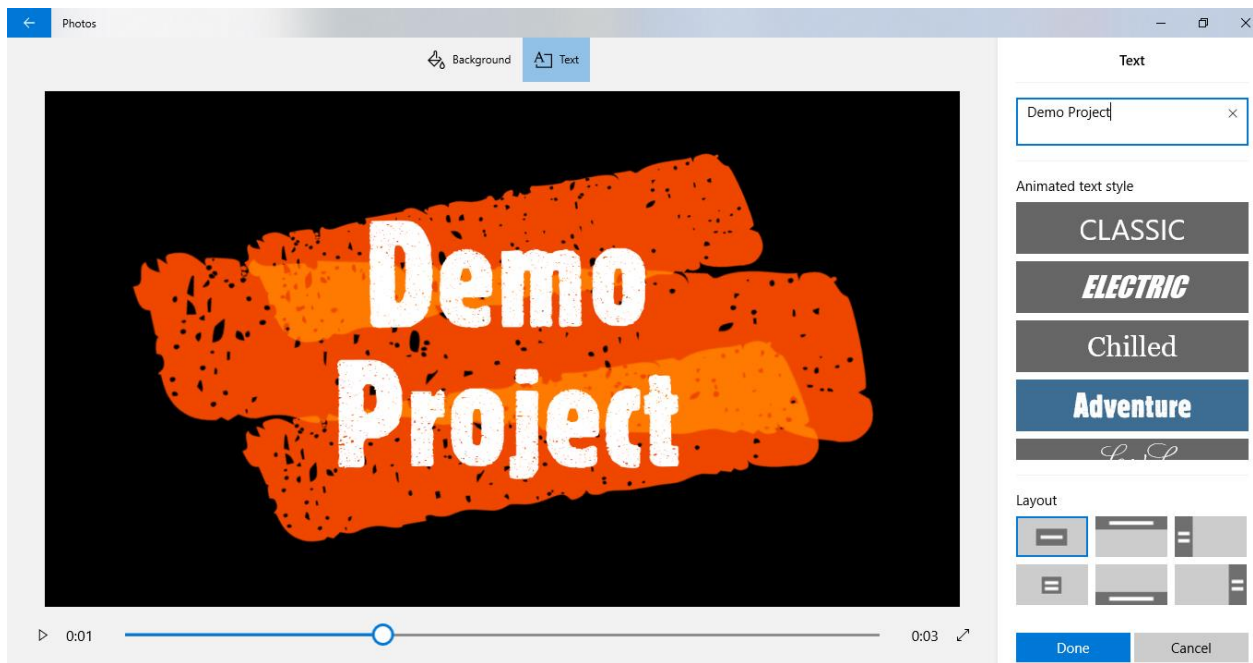 Photos
Background
Text
Text
Demo Project
Demo
Project
Animated text style
CLASSIC
ELECTRIC
Chilled
Adventure
Layout
0:01
0:03
Done
Cancel